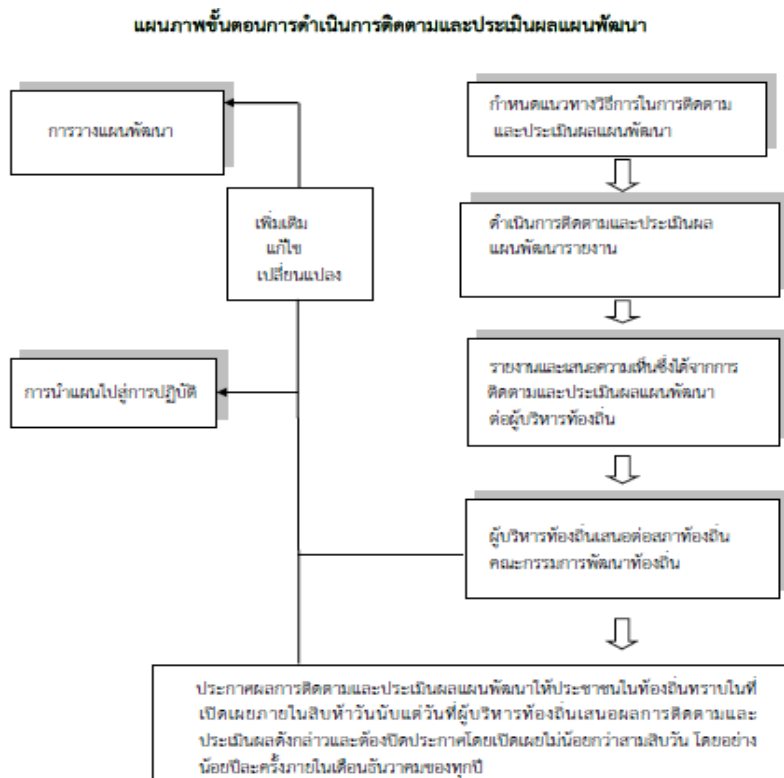 แผนภาพขั้นตอนการดำเนินการติดตามและประเมินผลแผนพัฒนา
การวางแผนพัฒนา
กำหนดแนวทางวิธีการในการติดตาม
และประเมินผลแผนพัฒนา
เพิ่มเติม
แก้ไข
เปลี่ยนแปลง
ดำเนินการติดตามและประเมินผล
แผนพัฒนารายงาน
การนำแผนไปสู่การปฏิบัติ
รายงานและเสนอความเห็นซึ่งได้จากการ
ติดตามและประเมินผลแผนพัฒนา
ต่อผู้บริหารท้องถิ่น
ผู้บริหารท้องถิ่นเสนอต่อสภาท้องถิ่น
คณะกรรมการพัฒนาท้องถิ่น
ประกาศผลการติดตามและประเมินผลแผนพัฒนาให้ประชาชนในท้องถิ่นทราบในที่
เปิดเผยภายในสิบห้าวันนับแต่วันที่ผู้บริหารท้องถิ่นเสนอผลการติดตามและ
ประเมินผลดังกล่าวและต้องปิดประกาศโดยเปิดเผยไม่น้อยกว่าสามสิบวัน โดยอย่าง
น้อยปีละครั้งภายในเดือนธันวาคมของทุกปี